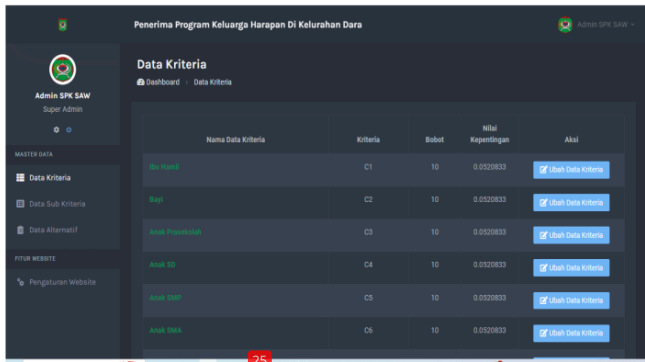 Penerima Program Keluarga Harapan Di Kelurahan Dara
Admin SPK SAW
Admin SPK SAW
Super Admin
MASTER DATA
Data Kriteria
Data Sub Kriteria
Data Alternatif
FITUR WEBSITE
Pengaturan Website
Data Kriteria
Dashboard › Data Kriteria
Nama Data Kriteria Kriteria Bobot Nilai Kepentingan Aksi
Ibu Hamil C1 10 0.0520833 Ubah Data Kriteria
Bayi C2 10 0.0520833 Ubah Data Kriteria
Anak Prasekolah C3 10 0.0520833 Ubah Data Kriteria
Anak SD C4 10 0.0520833 Ubah Data Kriteria
Anak SMP C5 10 0.0520833 Ubah Data Kriteria
Anak SMA C6 10 0.0520833 Ubah Data Kriteria
25